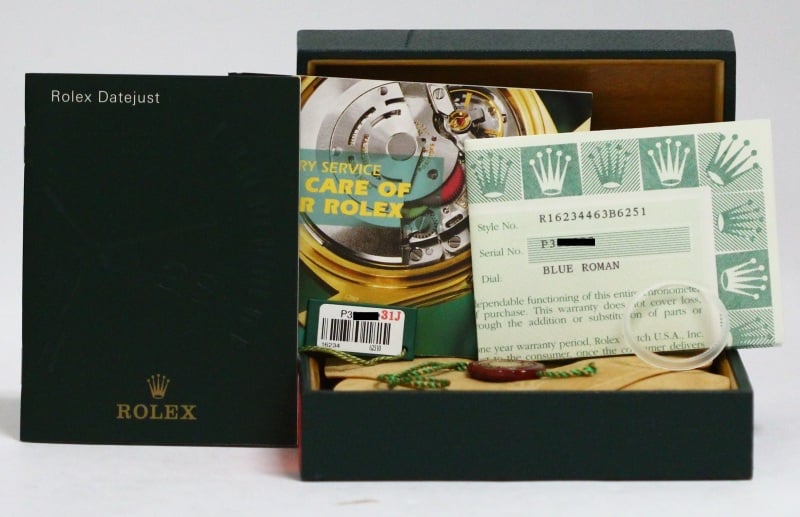 Rolex Datejust
ROLEX
RY SERVICE
CARE OF
R ROLEX
P3 31J
16234
Style No. R16234463B6251
Serial No. P3
Dial: BLUE ROMAN
ependable functioning of this entire chronometer
f purchase. This warranty does not cover loss,
rough the addition or substitution of parts or
one year warranty period, Rolex Watch U.S.A., Inc.
to the consumer, once the consumer delivers